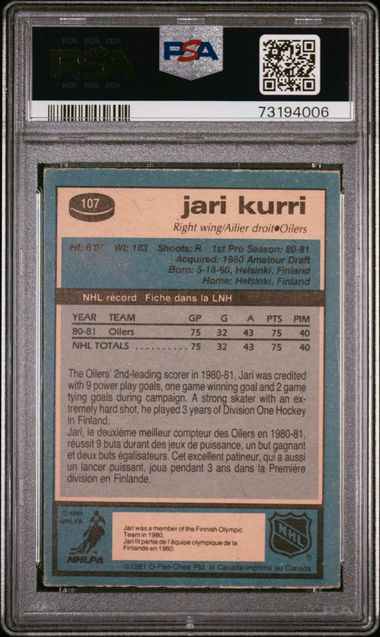 PSA
PSA
73194006
107
jari kurri
Right wing/Ailier droit●Oilers
Ht: 6'0" Wt: 183 Shoots: R 1st Pro Season: 80-81
Acquired: 1980 Amateur Draft
Born: 5-18-60, Helsinki, Finland
Home: Helsinki, Finland
NHL record Fiche dans la LNH
YEAR TEAM GP G A PTS PIM
80-81 Oilers 75 32 43 75 40
NHL TOTALS . . . . . . . . . . 75 32 43 75 40
The Oilers' 2nd-leading scorer in 1980-81, Jari was credited
with 9 power play goals, one game winning goal and 2 game
tying goals during campaign. A strong skater with an ex-
tremely hard shot, he played 3 years of Division One Hockey
in Finland.
Jari, le deuxième meilleur compteur des Oilers en 1980-81,
réussit 9 buts durant des jeux de puissance, un but gagnant
et deux buts égalisateurs. Cet excellent patineur, qui a aussi
un lancer puissant, joua pendant 3 ans dans la Première
division en Finlande.
© 1981
NHLPA
NHLPA
Jari was a member of the Finnish Olympic
Team in 1980.
Jari fit partie de l'équipe olympique de la
Finlande en 1980.
NHL
©1981 O-Pee-Chee Ltd. in Canada Imprimé au Canada